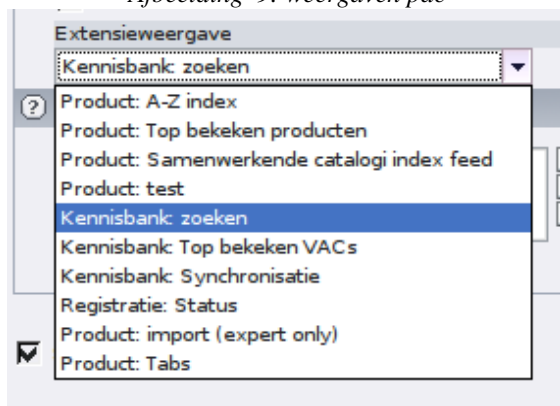 Afbeelding 9: weergaven pdc
Extensieweergave
Kennisbank: zoeken
?
Product: A-Z index
Product: Top bekeken producten
Product: Samenwerkende catalogi index feed
Product: test
Kennisbank: zoeken
Kennisbank: Top bekeken VACs
Kennisbank: Synchronisatie
Registratie: Status
Product: import (expert only)
Product: Tabs